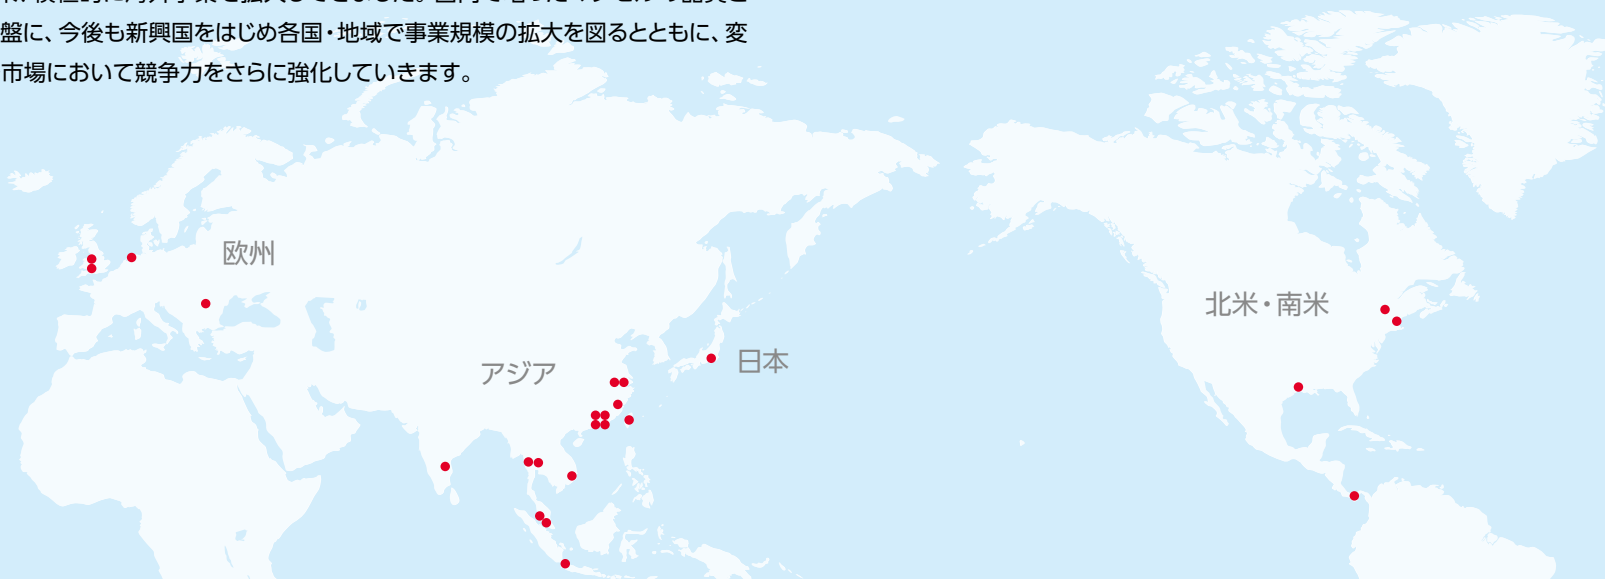 盤に、今後も新興国をはじめ各国・地域で事業規模の拡大を図るとともに、変
市場において競争力をさらに強化していきます。
欧州
北米・南米
日本
アジア